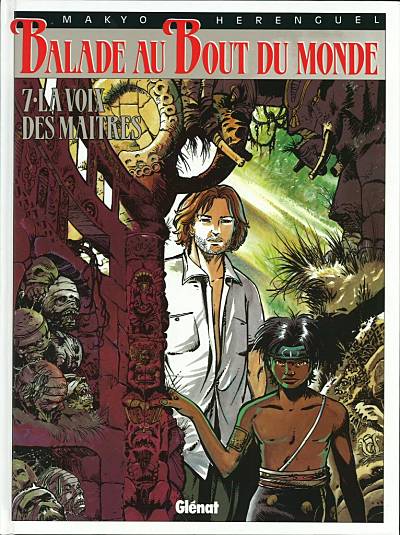 MAKYO HERENGUEL
BALADE AU BOUT DU MONDE
7·LA VOIX
DES MAITRES
Glénat